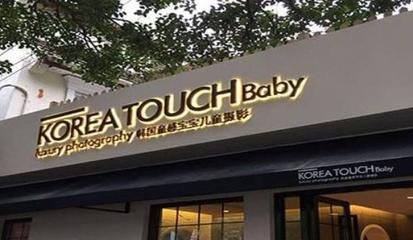 KOREA TOUCH Baby
luxury photography 韩国童感宝宝儿童摄影
KOREA TOUCH Baby
luxury photography